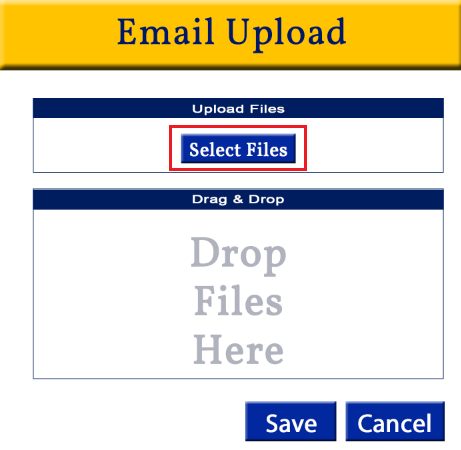 Email Upload
Upload Files
Select Files
Drag & Drop
Drop
Files
Here
Save Cancel